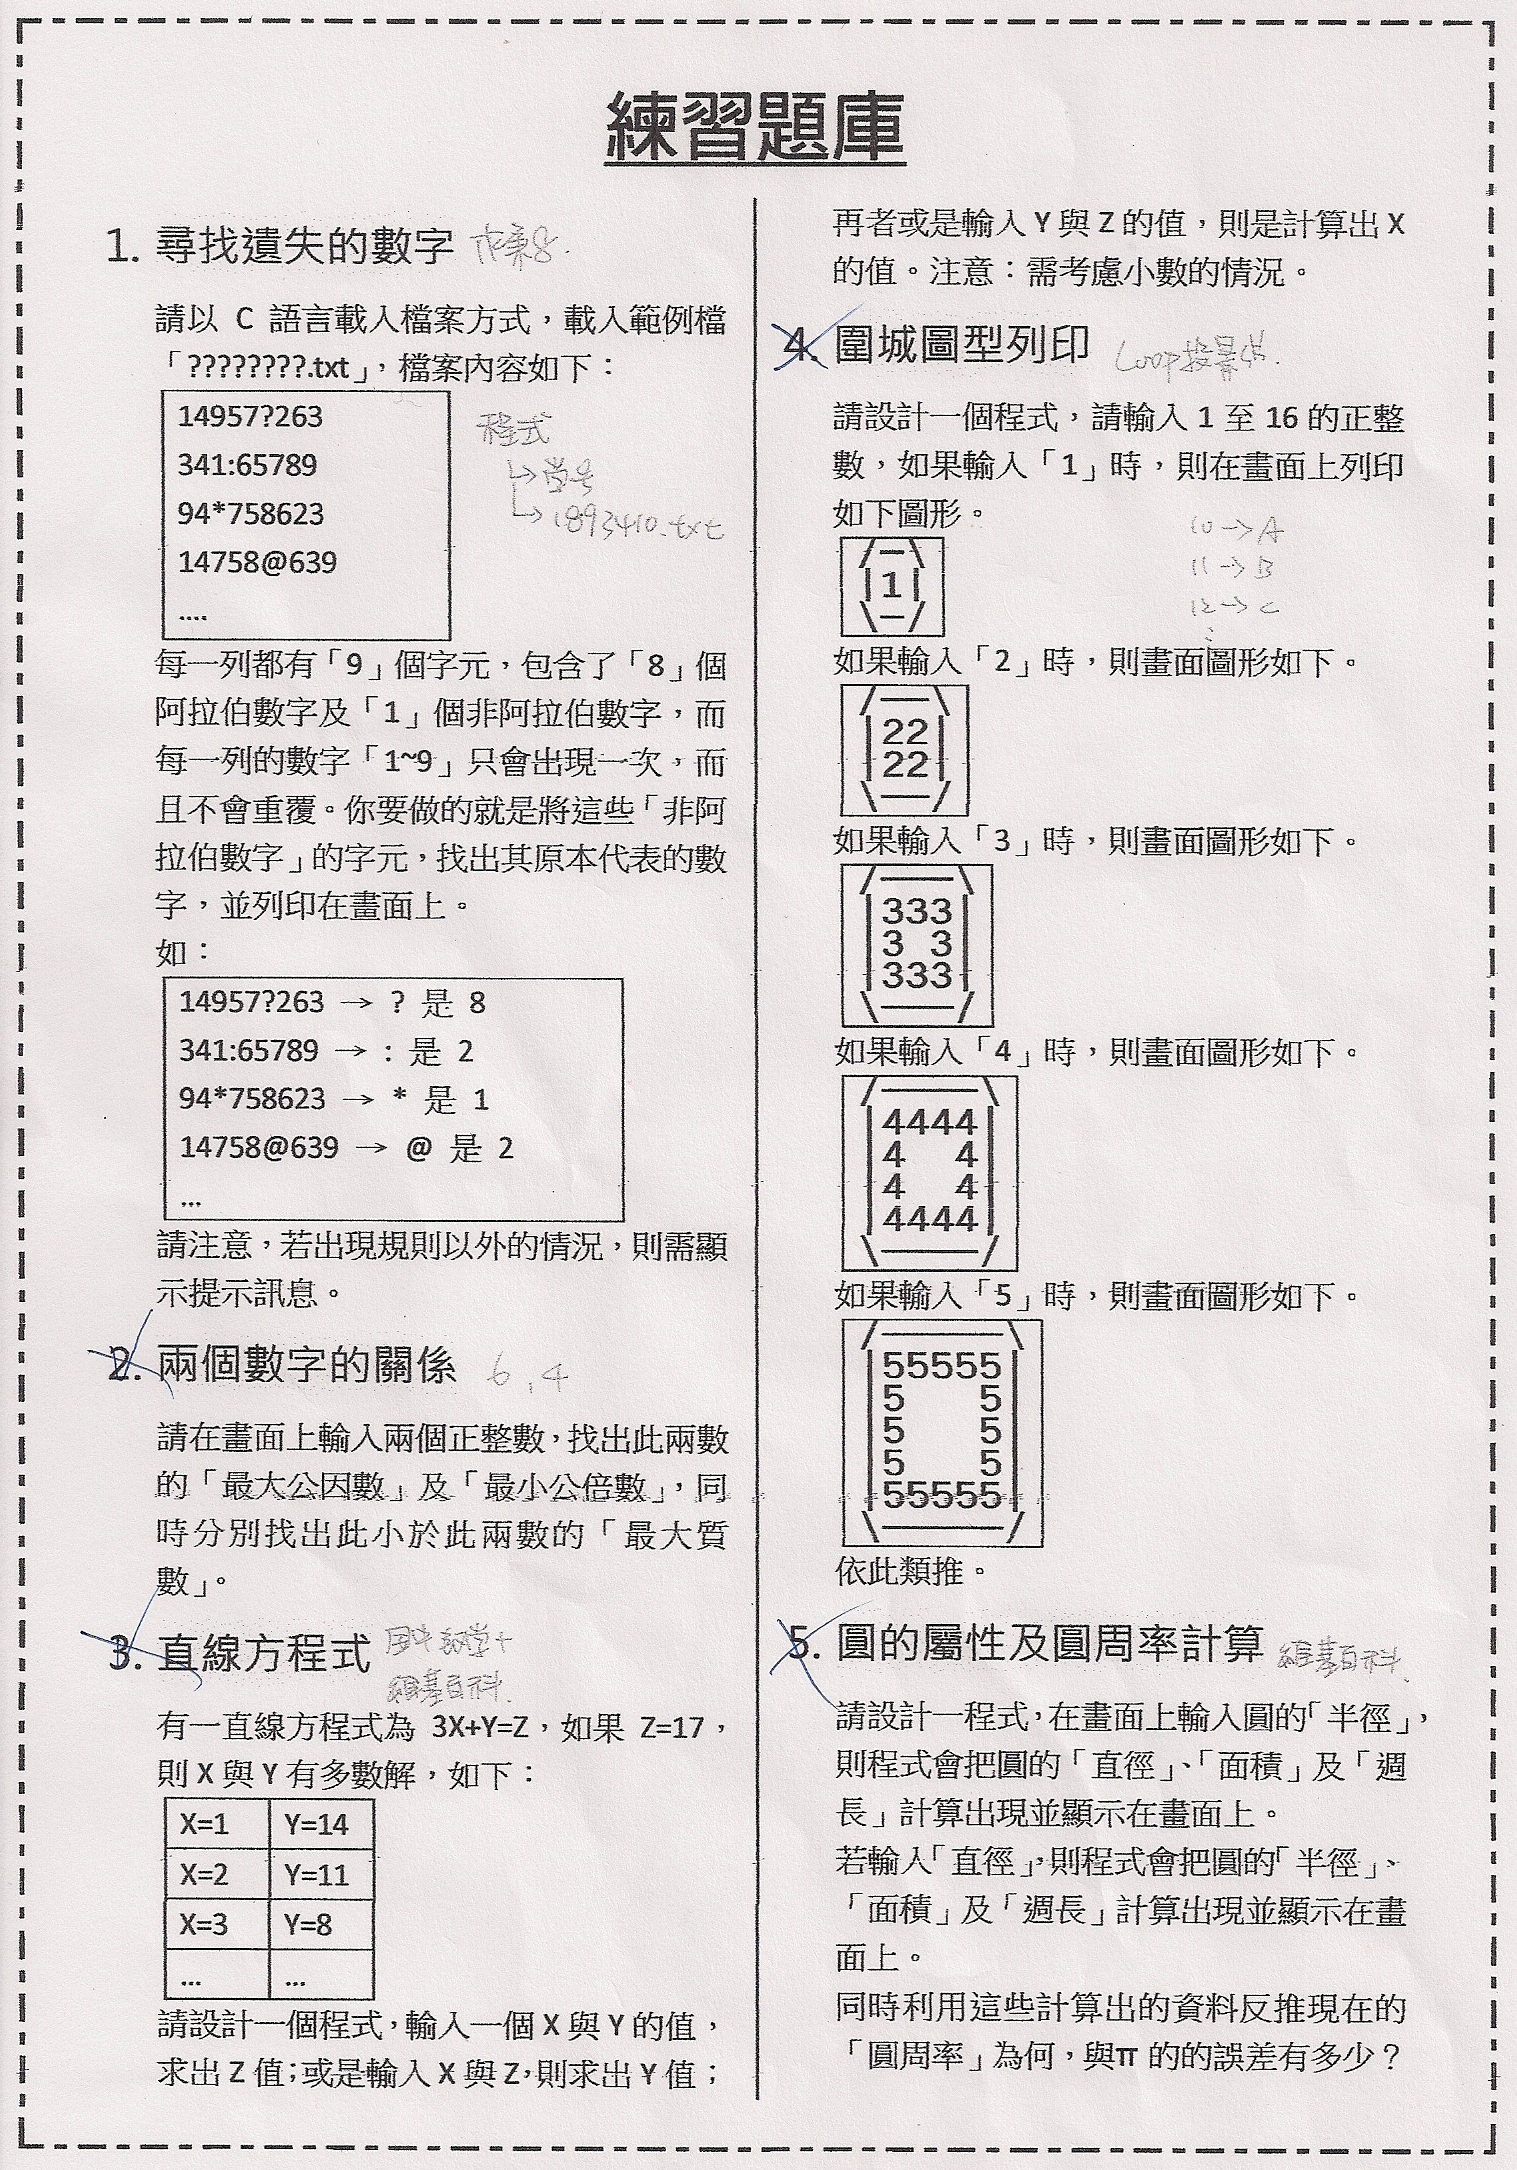 練習題庫
1. 尋找遺失的數字
請以 C 語言載入檔案方式，載入範例檔
「????????.txt」，檔案內容如下：
14957?263
341:65789
94*758623
14758@639
....
程式
↳学号
↳1893410.txt
每一列都有「9」個字元，包含了「8」個
阿拉伯數字及「1」個非阿拉伯數字，而
每一列的數字「1~9」只會出現一次，而
且不會重覆。你要做的就是將這些「非阿
拉伯數字」的字元，找出其原本代表的數
字，並列印在畫面上。
如：
14957?263 → ? 是 8
341:65789 → : 是 2
94*758623 → * 是 1
14758@639 → @ 是 2
...
請注意，若出現規則以外的情況，則需顯
示提示訊息。
2. 兩個數字的關係 6,4
請在畫面上輸入兩個正整數，找出此兩數
的「最大公因數」及「最小公倍數」，同
時分別找出此小於此兩數的「最大質
數」。
3. 直線方程式
百科
有一直線方程式為 3X+Y=Z，如果 Z=17，
則 X 與 Y 有多數解，如下：
X=1 Y=14
X=2 Y=11
X=3 Y=8
... ...
請設計一個程式，輸入一個 X 與 Y 的值，
求出 Z 值；或是輸入 X 與 Z，則求出 Y 值；
再者或是輸入 Y 與 Z 的值，則是計算出 X
的值。注意：需考慮小數的情況。
4. 圍城圖型列印 Loop
請設計一個程式，請輸入 1 至 16 的正整
數，如果輸入「1」時，則在畫面上列印
如下圖形。
10→A
11→B
12→C
⋮
/—\
|1|
\—/
如果輸入「2」時，則畫面圖形如下。
/——\
|22|
|22|
\——/
如果輸入「3」時，則畫面圖形如下。
/———\
|333|
|3 3|
|333|
\———/
如果輸入「4」時，則畫面圖形如下。
/————\
|4444|
|4  4|
|4  4|
|4444|
\————/
如果輸入「5」時，則畫面圖形如下。
/—————\
|55555|
|5   5|
|5   5|
|5   5|
|55555|
\—————/
依此類推。
5. 圓的屬性及圓周率計算 百科
請設計一程式，在畫面上輸入圓的「半徑」，
則程式會把圓的「直徑」、「面積」及「週
長」計算出現並顯示在畫面上。
若輸入「直徑」，則程式會把圓的「半徑」、
「面積」及「週長」計算出現並顯示在畫
面上。
同時利用這些計算出的資料反推現在的
「圓周率」為何，與π 的的誤差有多少？